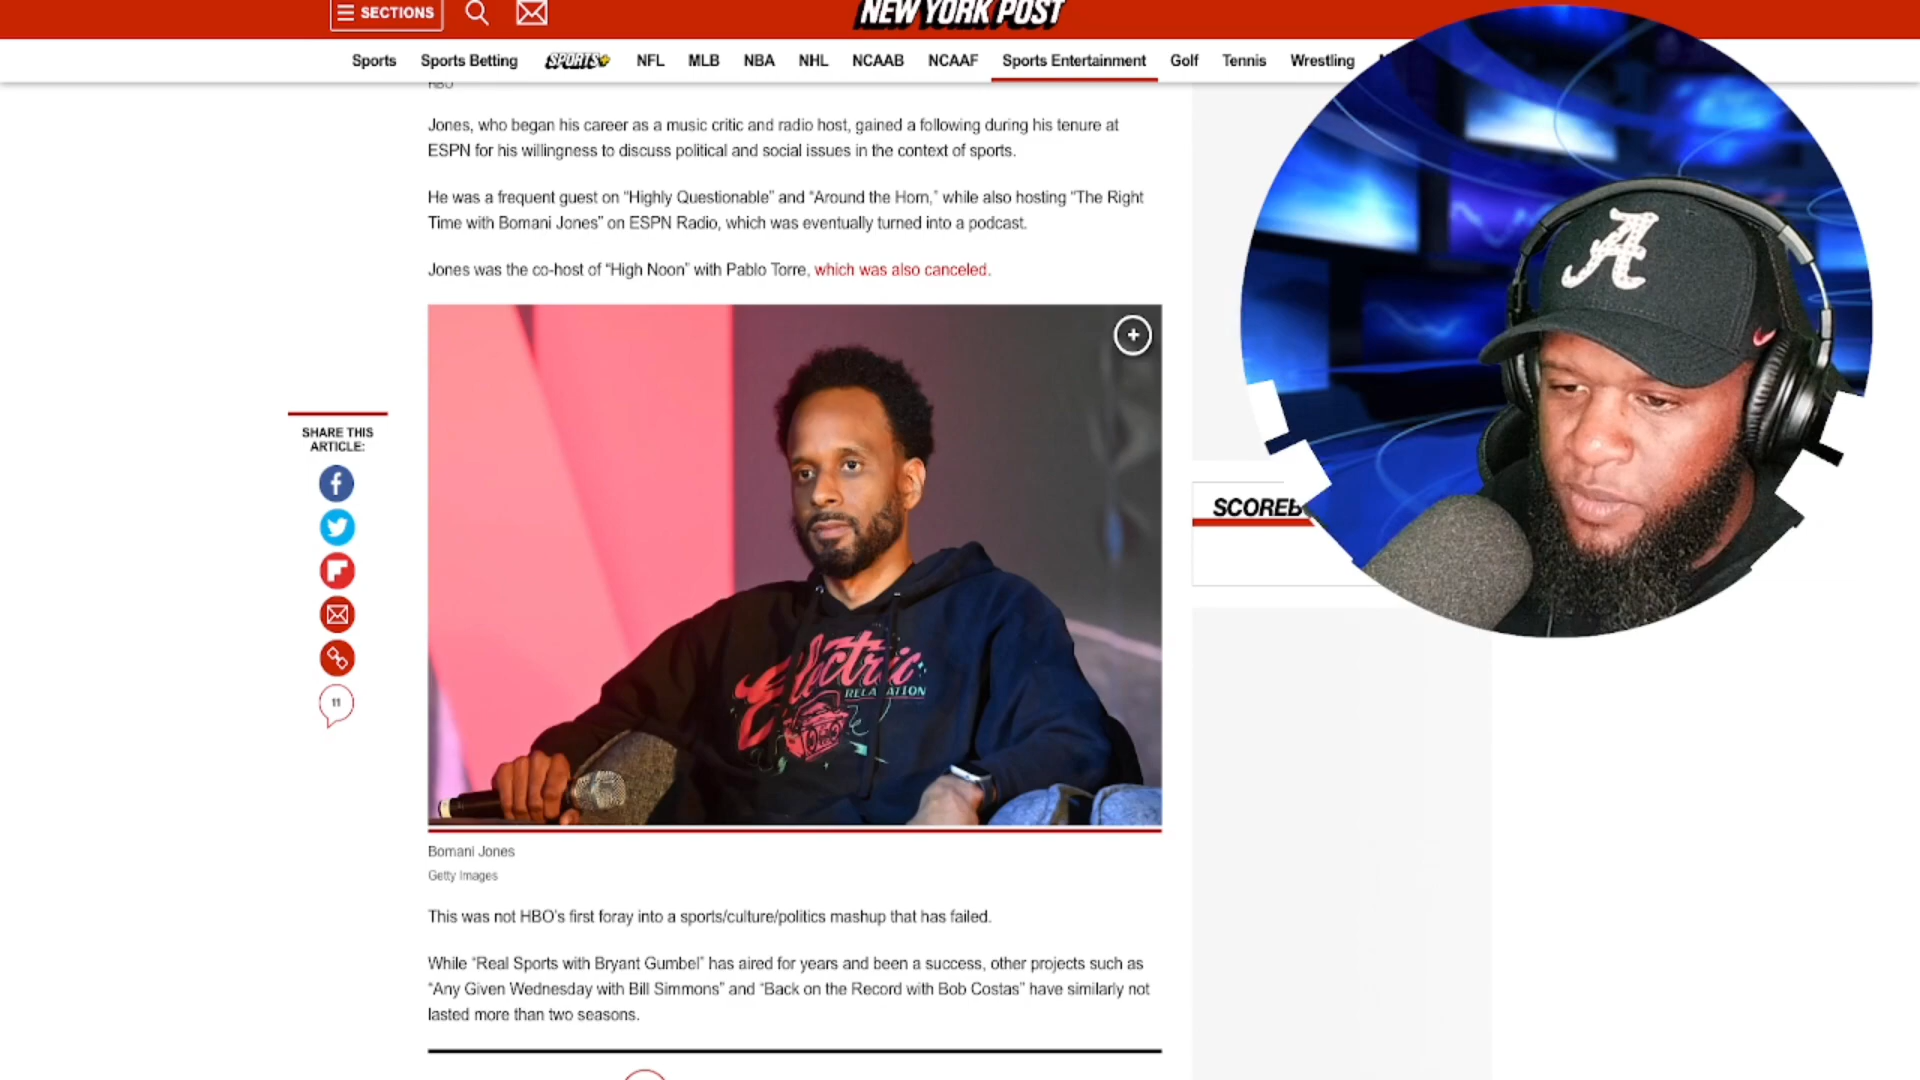 SECTIONS
NEW YORK POST
Sports Sports Betting SPORTS+ NFL MLB NBA NHL NCAAB NCAAF Sports Entertainment Golf Tennis Wrestling
HBO
Jones, who began his career as a music critic and radio host, gained a following during his tenure at
ESPN for his willingness to discuss political and social issues in the context of sports.
He was a frequent guest on “Highly Questionable” and “Around the Horn,” while also hosting “The Right
Time with Bomani Jones” on ESPN Radio, which was eventually turned into a podcast.
Jones was the co-host of “High Noon” with Pablo Torre, which was also canceled.
A
SHARE THIS
ARTICLE:
11
Electric
RELAXATION
SCOREB
Bomani Jones
Getty Images
This was not HBO’s first foray into a sports/culture/politics mashup that has failed.
While “Real Sports with Bryant Gumbel” has aired for years and been a success, other projects such as
“Any Given Wednesday with Bill Simmons” and “Back on the Record with Bob Costas” have similarly not
lasted more than two seasons.